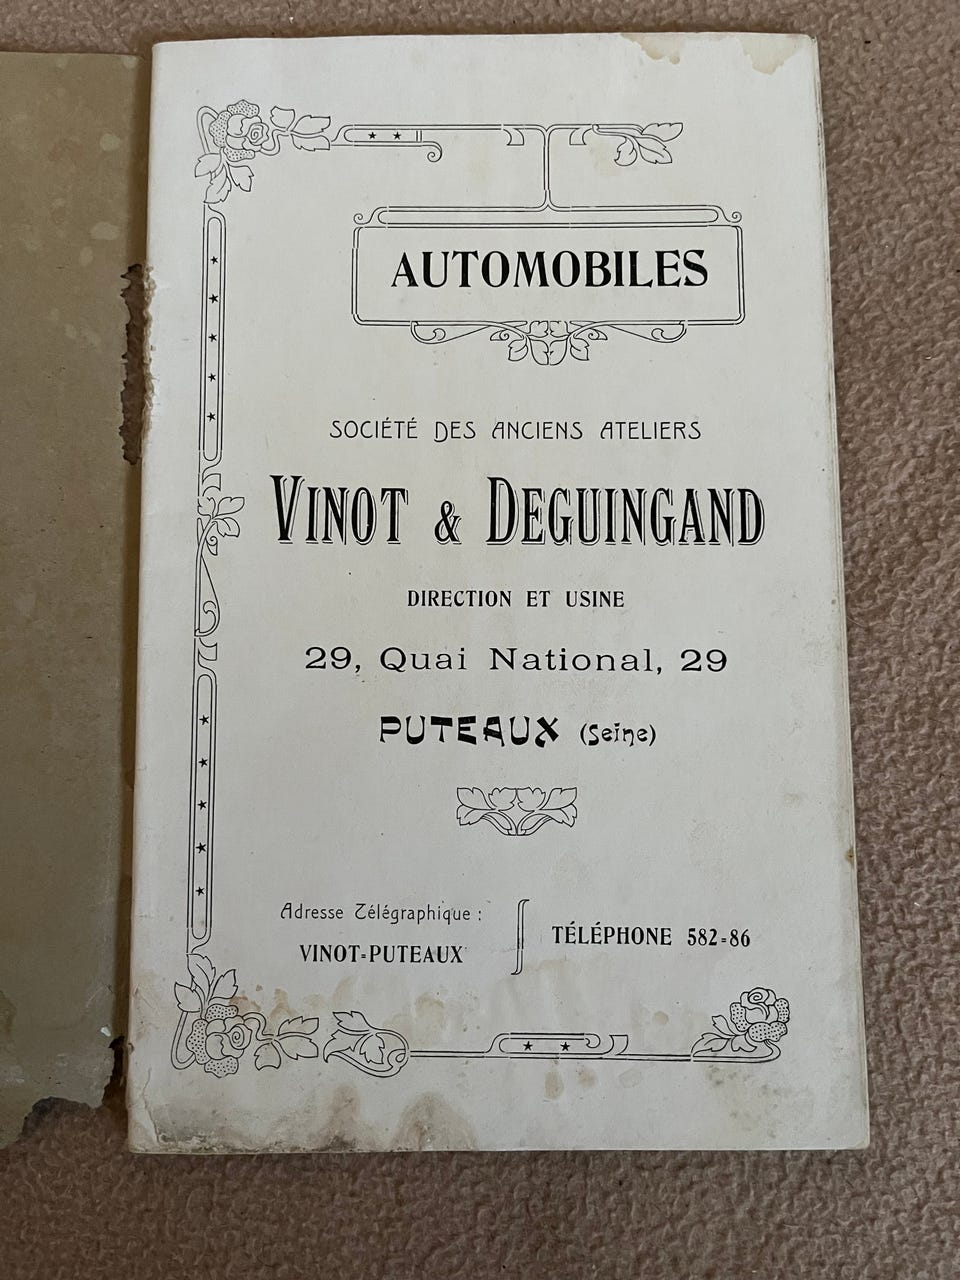 AUTOMOBILES
SOCIÉTÉ DES ANCIENS ATELIERS
VINOT & DEGUINGAND
DIRECTION ET USINE
29, Quai National, 29
PUTEAUX (Seine)
Adresse Télégraphique :
VINOT=PUTEAUX
TÉLÉPHONE 582=86